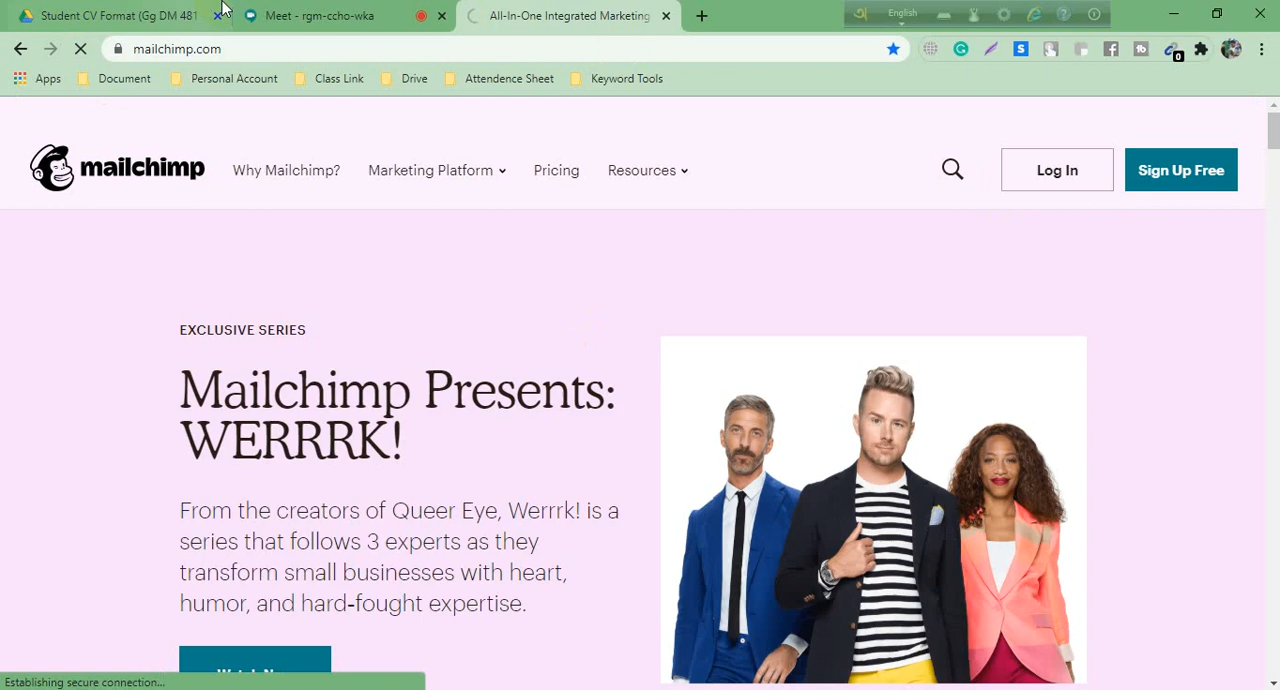 Student CV Format (Gg DM 481
Meet - rgm-ccho-wka
All-In-One Integrated Marketing
English
mailchimp.com
0
Apps
Document
Personal Account
Class Link
Drive
Attendence Sheet
Keyword Tools
mailchimp
Why Mailchimp?
Marketing Platform
Pricing
Resources
Log In
Sign Up Free
EXCLUSIVE SERIES
Mailchimp Presents:
WERRRK!
From the creators of Queer Eye, Werrrk! is a
series that follows 3 experts as they
transform small businesses with heart,
humor, and hard-fought expertise.
Establishing secure connection...